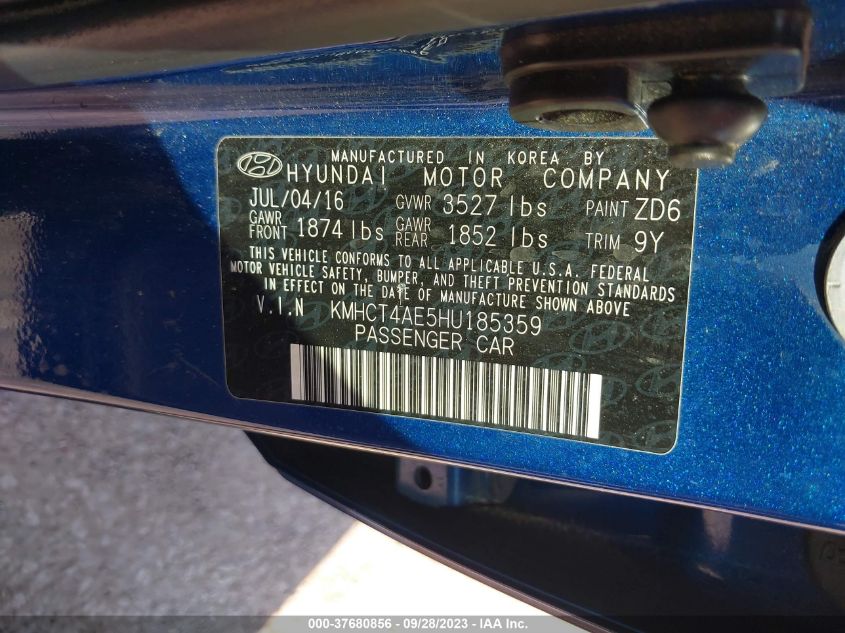 MANUFACTURED IN KOREA BY
HYUNDAI MOTOR COMPANY
JUL/04/16 GVWR 3527 lbs PAINT ZD6
GAWR FRONT 1874 lbs GAWR REAR 1852 lbs TRIM 9Y
THIS VEHICLE CONFORMS TO ALL APPLICABLE U.S.A. FEDERAL
MOTOR VEHICLE SAFETY, BUMPER, AND THEFT PREVENTION STANDARDS
IN EFFECT ON THE DATE OF MANUFACTURE SHOWN ABOVE
V.I.N KMHCT4AE5HU185359
PASSENGER CAR
000-37680856 - 09/28/2023 - IAA Inc.